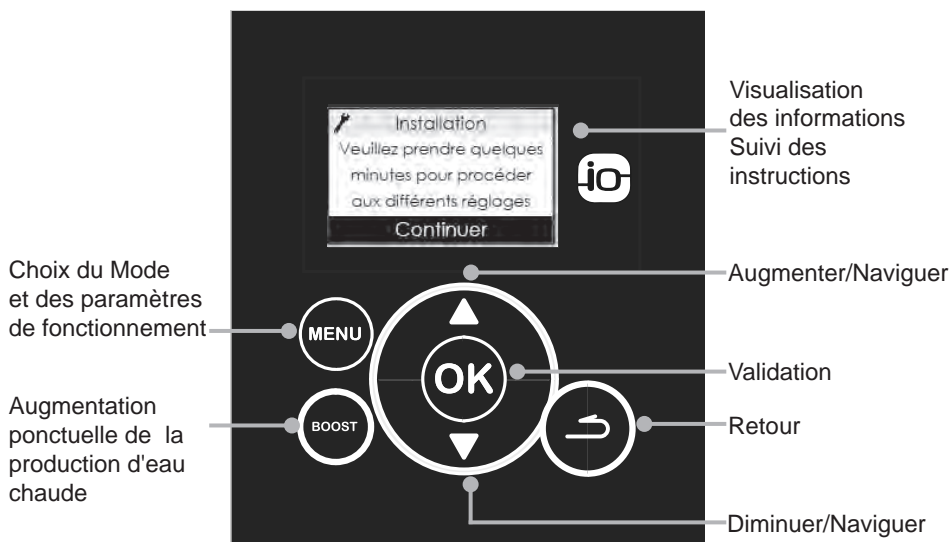 Installation
Veuillez prendre quelques
minutes pour procéder
aux différents réglages
Continuer
io
Visualisation
des informations
Suivi des
instructions
Choix du Mode
et des paramètres
de fonctionnement
MENU
Augmenter/Naviguer
OK
Validation
Augmentation
ponctuelle de la
production d'eau
chaude
BOOST
Retour
Diminuer/Naviguer